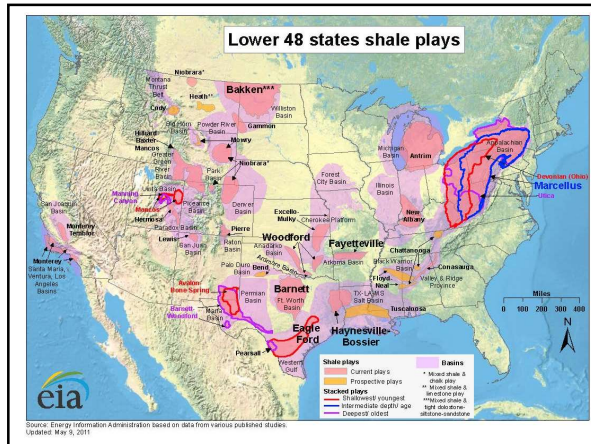 Lower 48 states shale plays
Niobrara*
Montana
Thrust
Belt
Bakken***
Heath**
Cody
Williston
Basin
Big Horn
Basin
Powder River
Basin
Gammon
Hilliard-
Baxter-
Mancos
Mowry
Greater
Green
River
Basin
Niobrara*
Park
Basin
Michigan
Basin
Antrim
Appalachian
Basin
Devonian (Ohio)
Marcellus
Utica
Manning
Canyon
Uinta Basin
Mancos
Piceance
Basin
Denver
Basin
Forest
City Basin
Illinois
Basin
San Joaquin
Basin
Hermosa
Paradox Basin
Lewis
San Juan
Basin
Pierre
Raton
Basin
Excello-
Mulky
Cherokee Platform
New
Albany
Monterey-
Temblor
Woodford
Anadarko
Basin
Fayetteville
Chattanooga
Monterey
Santa Maria,
Ventura, Los
Angeles
Basins
Palo Duro
Basin
Bend
Ardmore Basin
Arkoma Basin
Black Warrior
Basin
Conasauga
Floyd-
Neal
Valley & Ridge
Province
Avalon-
Bone Spring
Permian
Basin
Barnett
Ft. Worth
Basin
TX-LA-MS
Salt Basin
Tuscaloosa
Barnett-
Woodford
Marfa
Basin
Eagle
Ford
Haynesville-
Bossier
Pearsall
Western
Gulf
Miles
0 100 200 300 400
N
Shale plays
Current plays
Prospective plays
Stacked plays
Shallowest/ youngest
Intermediate depth/ age
Deepest/ oldest
Basins
* Mixed shale &
chalk play
** Mixed shale &
limestone play
***Mixed shale &
tight dolostone-
siltstone-sandstone
eia
Source: Energy Information Administration based on data from various published studies.
Updated: May 9, 2011